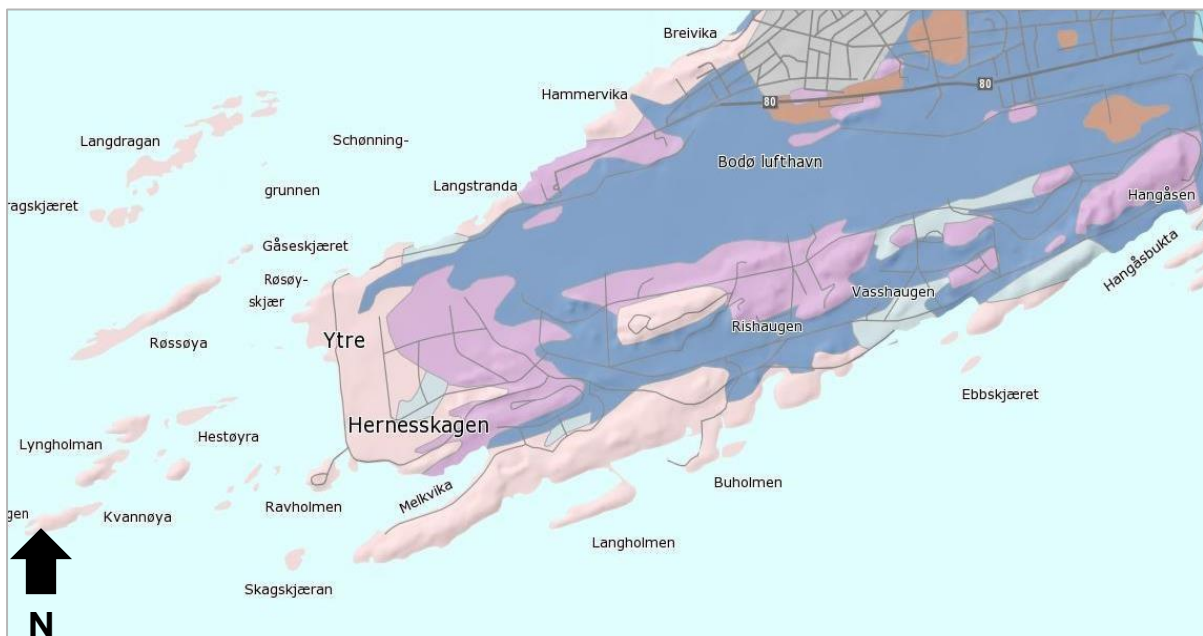 Breivika
Hammervika
80
80
Langdragan
Schønning-
grunnen
Bodø lufthavn
Langstranda
Hangåsen
ragskjæret
Gåseskjæret
Hangåsbukta
Røsøy-
skjær
Vasshaugen
Rishaugen
Ytre
Hernesskagen
Røssøya
Ebbskjæret
Lyngholman
Hestøyra
Buholmen
Melkvika
Ravholmen
gen
Kvannøya
Langholmen
Skagskjæran
N